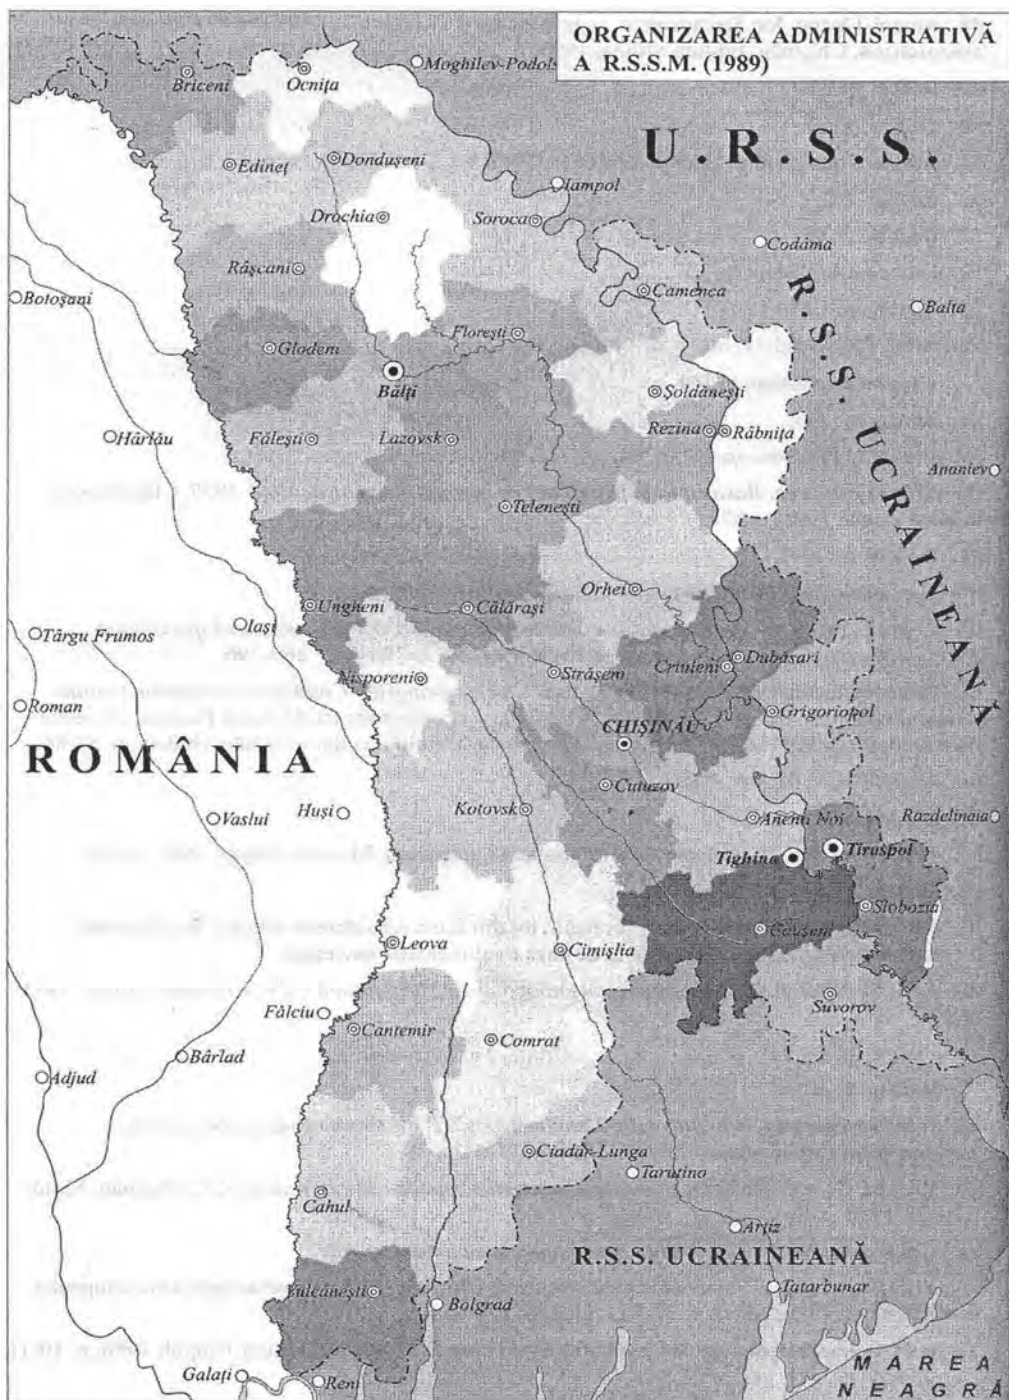 ORGANIZAREA ADMINISTRATIVĂ
A R.S.S.M. (1989)
Moghilev-Podols
Briceni
Ocnița
U.R.S.S.
Edineț
Dondușeni
Iampol
Drochia
Soroca
Codâma
Râșcani
Camenca
R.S.S. UCRAINEANĂ
Botoșani
Balta
Florești
Glodeni
Bălți
Șoldănești
Hârlău
Fălești
Lazovsk
Rezina
Râbnița
Ananiev
Telenești
Orhei
Ungheni
Călărași
Târgu Frumos
Iași
Criuleni
Dubăsari
Nisporeni
Strășeni
Roman
Grigoriopol
CHIȘINĂU
ROMÂNIA
Cutuzov
Vaslui
Huși
Kotovsk
Anenii Noi
Razdelinaia
Tighina
Tiraspol
Slobozia
Leova
Cimișlia
Căușeni
Suvorov
Fălciu
Cantemir
Comrat
Bârlad
Adjud
Ciadâr-Lunga
Tarutino
Cahul
Arțiz
R.S.S. UCRAINEANĂ
Vulcănești
Bolgrad
Tatarbunar
Galați
Reni
MAREA
NEAGRĂ